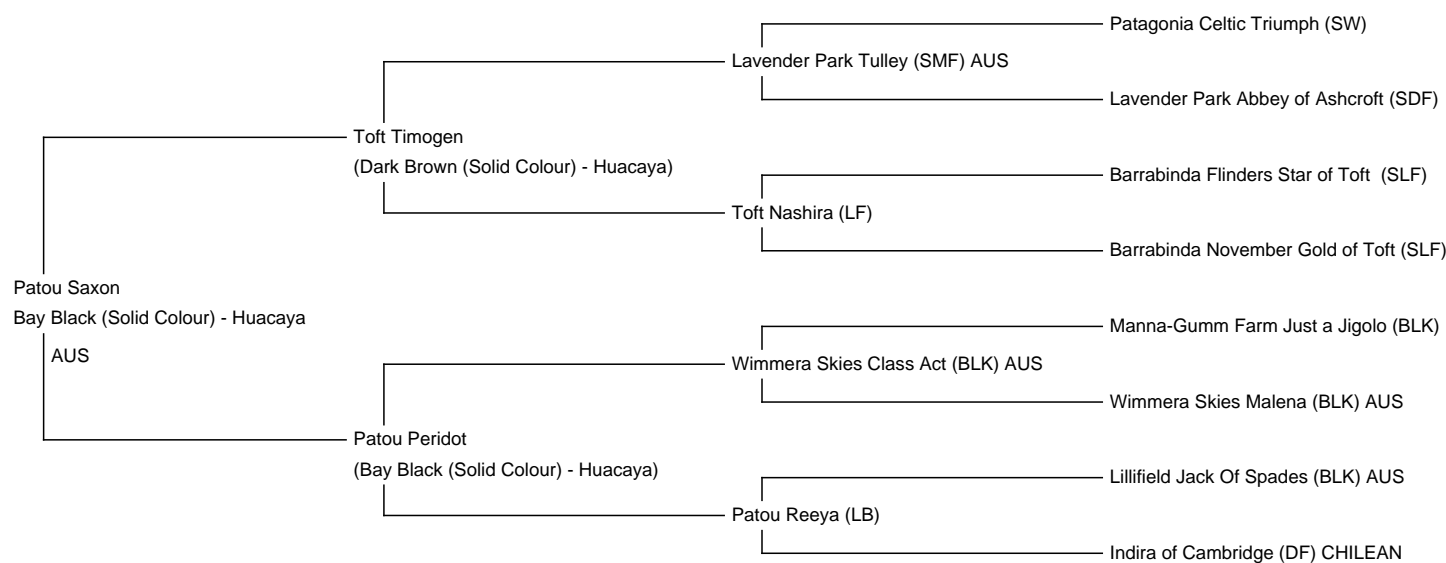 Patagonia Celtic Triumph (SW)
Lavender Park Tulley (SMF) AUS
Lavender Park Abbey of Ashcroft (SDF)
Toft Timogen
(Dark Brown (Solid Colour) - Huacaya)
Barrabinda Flinders Star of Toft  (SLF)
Toft Nashira (LF)
Barrabinda November Gold of Toft (SLF)
Patou Saxon
Bay Black (Solid Colour) - Huacaya
AUS
Manna-Gumm Farm Just a Jigolo (BLK)
Wimmera Skies Class Act (BLK) AUS
Wimmera Skies Malena (BLK) AUS
Patou Peridot
(Bay Black (Solid Colour) - Huacaya)
Lillifield Jack Of Spades (BLK) AUS
Patou Reeya (LB)
Indira of Cambridge (DF) CHILEAN